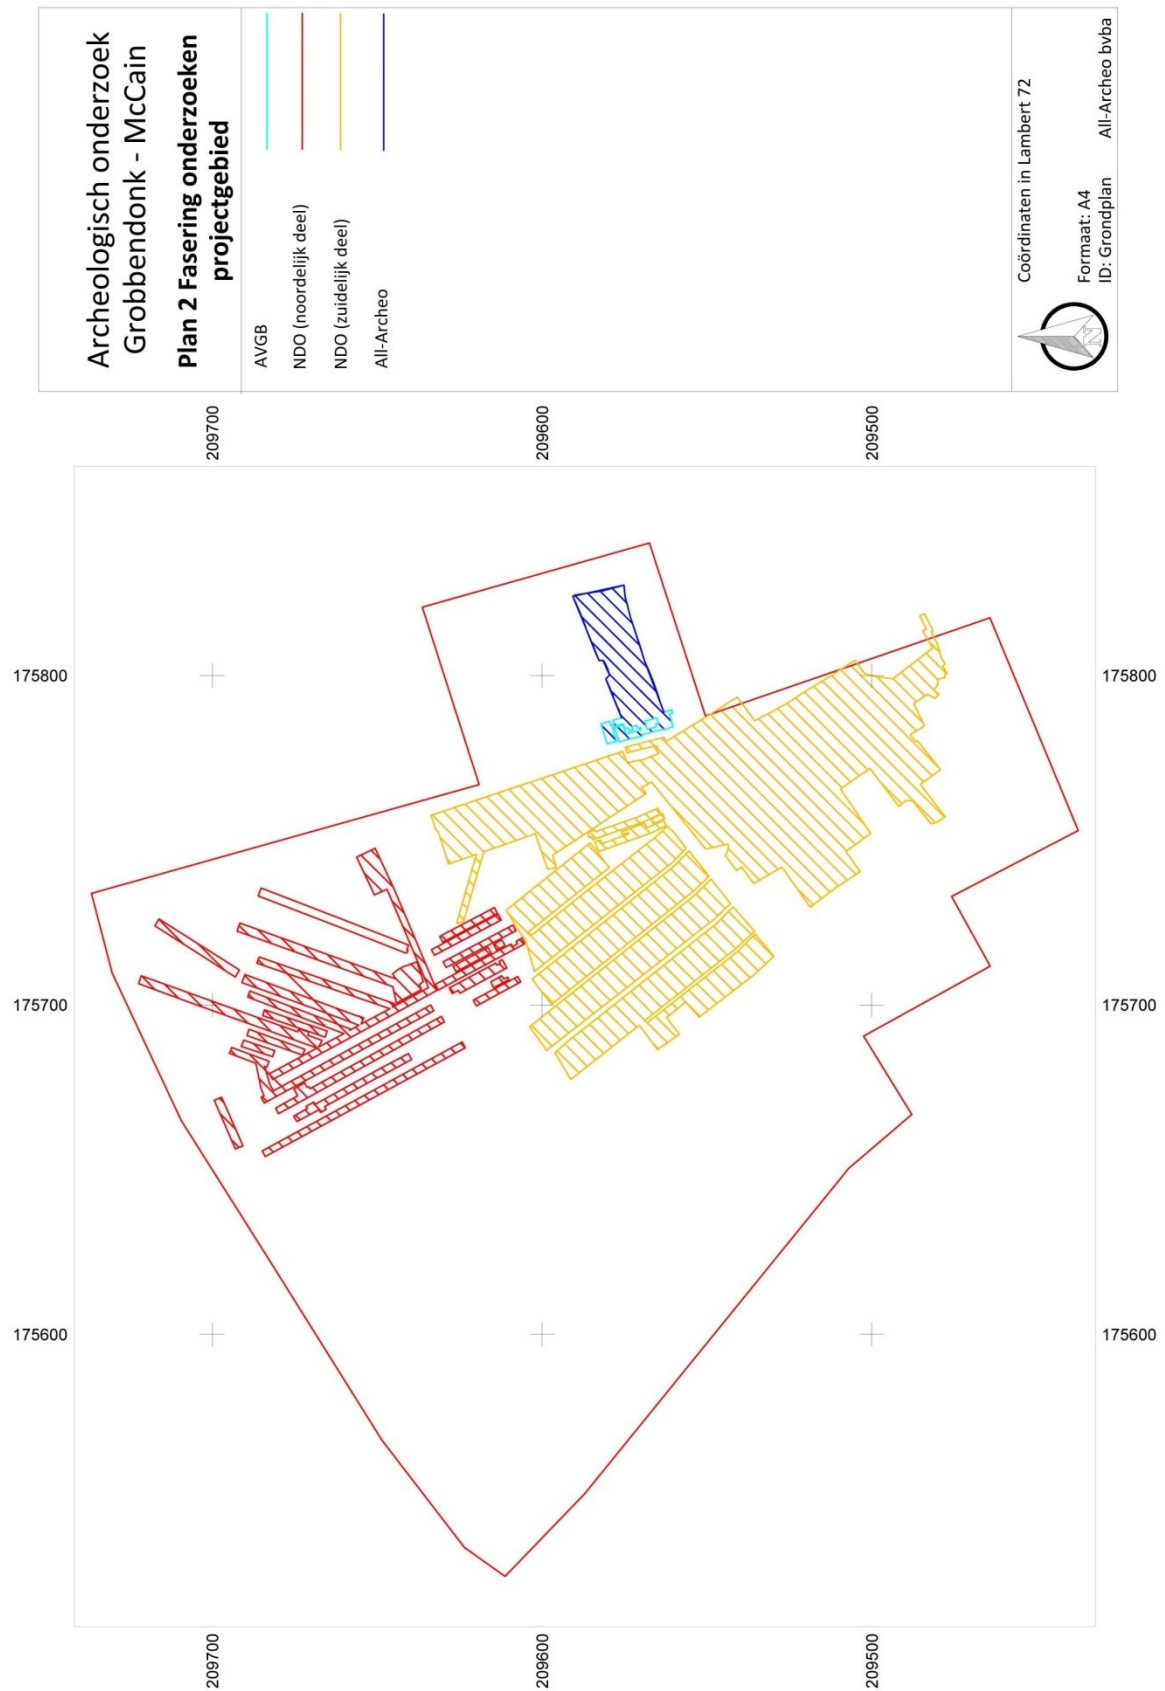 Archeologisch onderzoek
Grobbendonk - McCain
Plan 2 Fasering onderzoeken
projectgebied
AVGB
NDO (noordelijk deel)
NDO (zuidelijk deel)
All-Archeo
Coördinaten in Lambert 72
Formaat: A4
ID: Grondplan
All-Archeo bvba
N
209700
209600
209500
175800
175800
175700
175700
175600
175600
209700
209600
209500